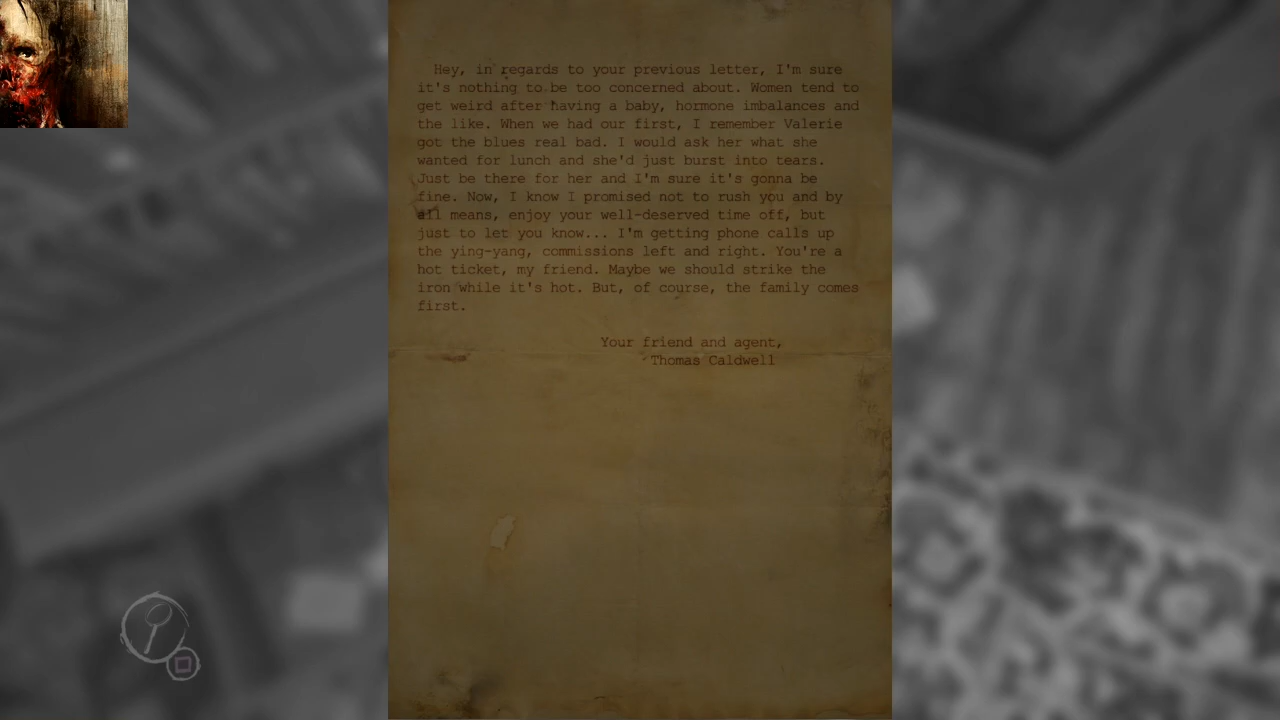 Hey, in regards to your previous letter, I'm sure
it's nothing to be too concerned about. Women tend to
get weird after having a baby, hormone imbalances and
the like. When we had our first, I remember Valerie
got the blues real bad. I would ask her what she
wanted for lunch and she'd just burst into tears.
Just be there for her and I'm sure it's gonna be
fine. Now, I know I promised not to rush you and by
all means, enjoy your well-deserved time off, but
just to let you know... I'm getting phone calls up
the ying-yang, commissions left and right. You're a
hot ticket, my friend. Maybe we should strike the
iron while it's hot. But, of course, the family comes
first.
Your friend and agent,
Thomas Caldwell